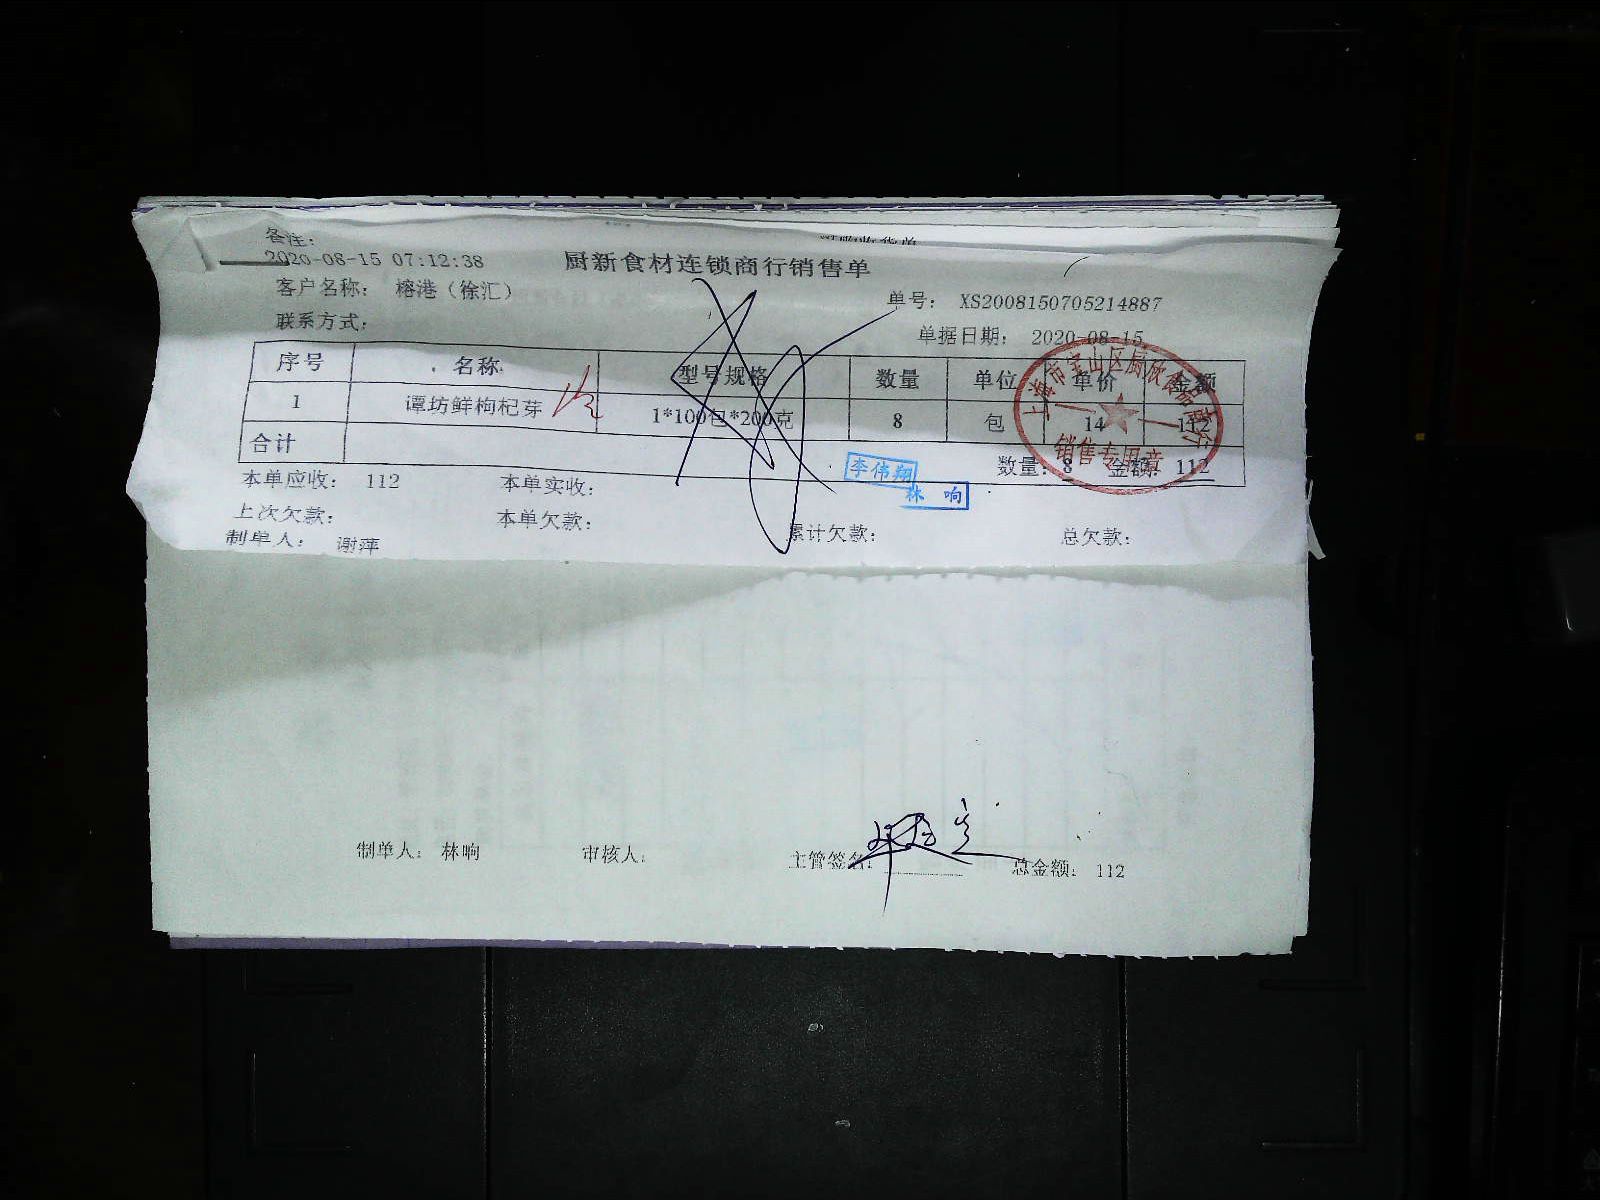 备注：
2020-08-15 07:12:38 厨新食材连锁商行销售单
客户名称： 榕港（徐汇） 单号： XS2008150705214887
联系方式： 单据日期： 2020-08-15
序号 名称 型号规格 数量 单位 单价 金额
1 谭坊鲜枸杞芽 1*100包*200克 8 包 14 112
合计 数量：8 金额：112
销售专用章
李伟翔
林 响
本单应收： 112 本单实收：
上次欠款： 本单欠款： 累计欠款： 总欠款：
制单人： 谢萍
制单人： 林响 审核人： 主管签名： 总金额： 112